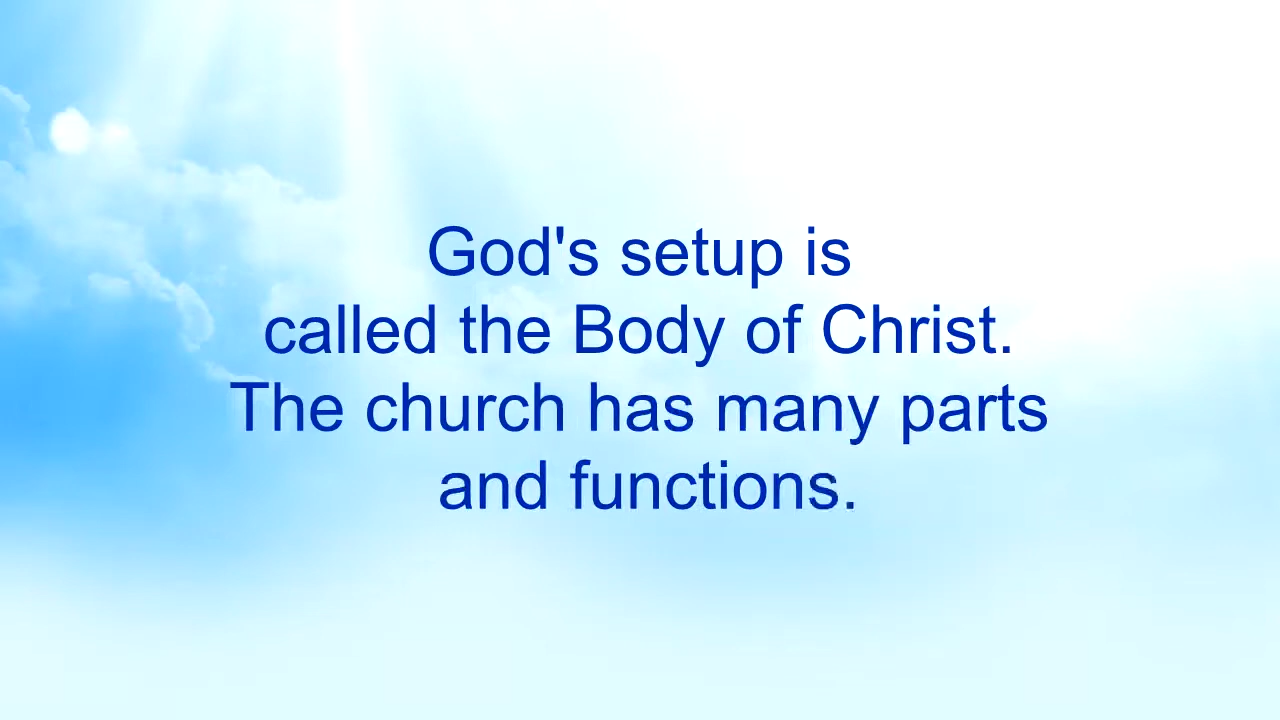 God's setup is
called the Body of Christ.
The church has many parts
and functions.